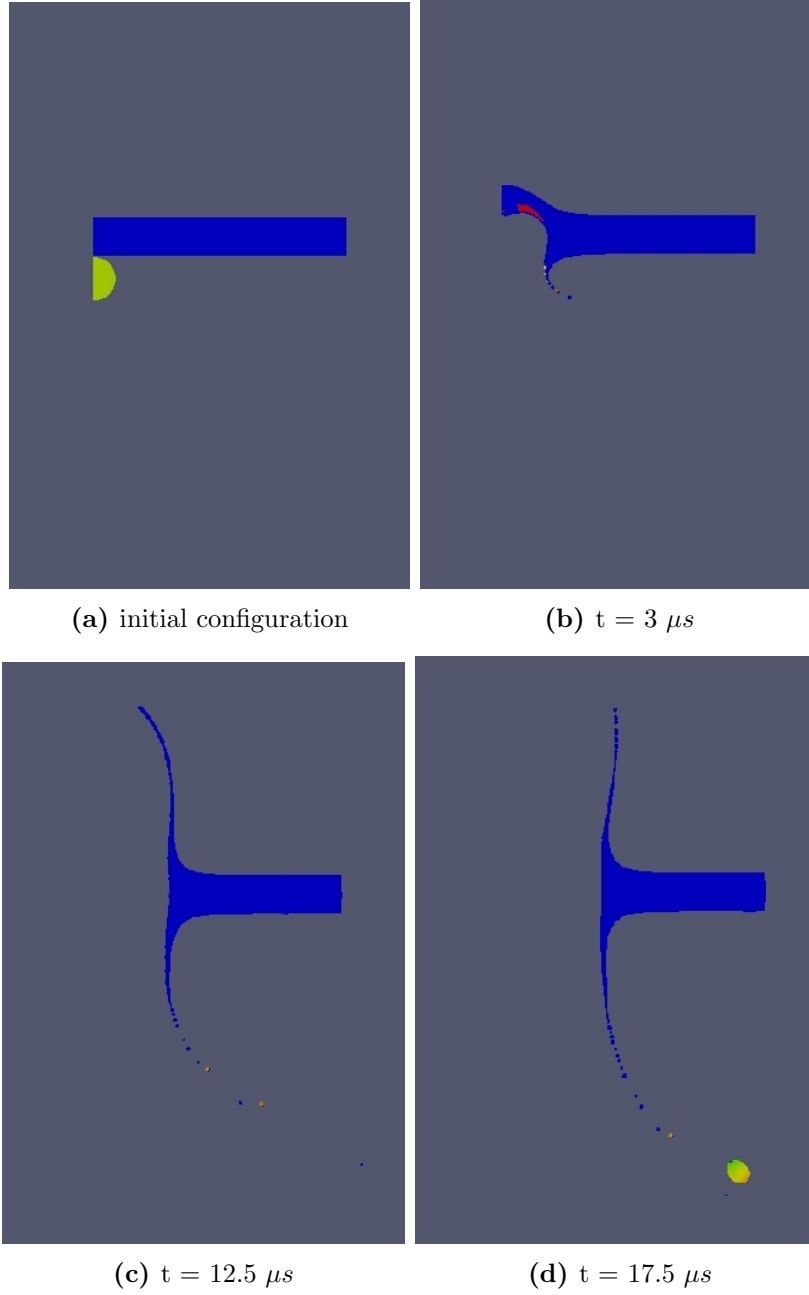 (a) initial configuration
(b) t = 3 μs
(c) t = 12.5 μs
(d) t = 17.5 μs